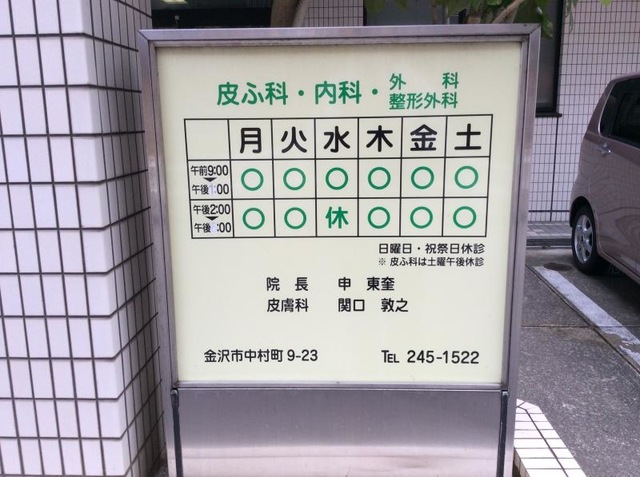 皮ふ科・内科・外科
整形外科
月 火 水 木 金 土
午前9:00
▼
午後1:00 ○ ○ ○ ○ ○ ○
午後2:00
▼
午後 :00 ○ ○ 休 ○ ○ ○
日曜日・祝祭日休診
※ 皮ふ科は土曜午後休診
院 長 申 東奎
皮膚科 関口 敦之
金沢市中村町 9-23 TEL 245-1522